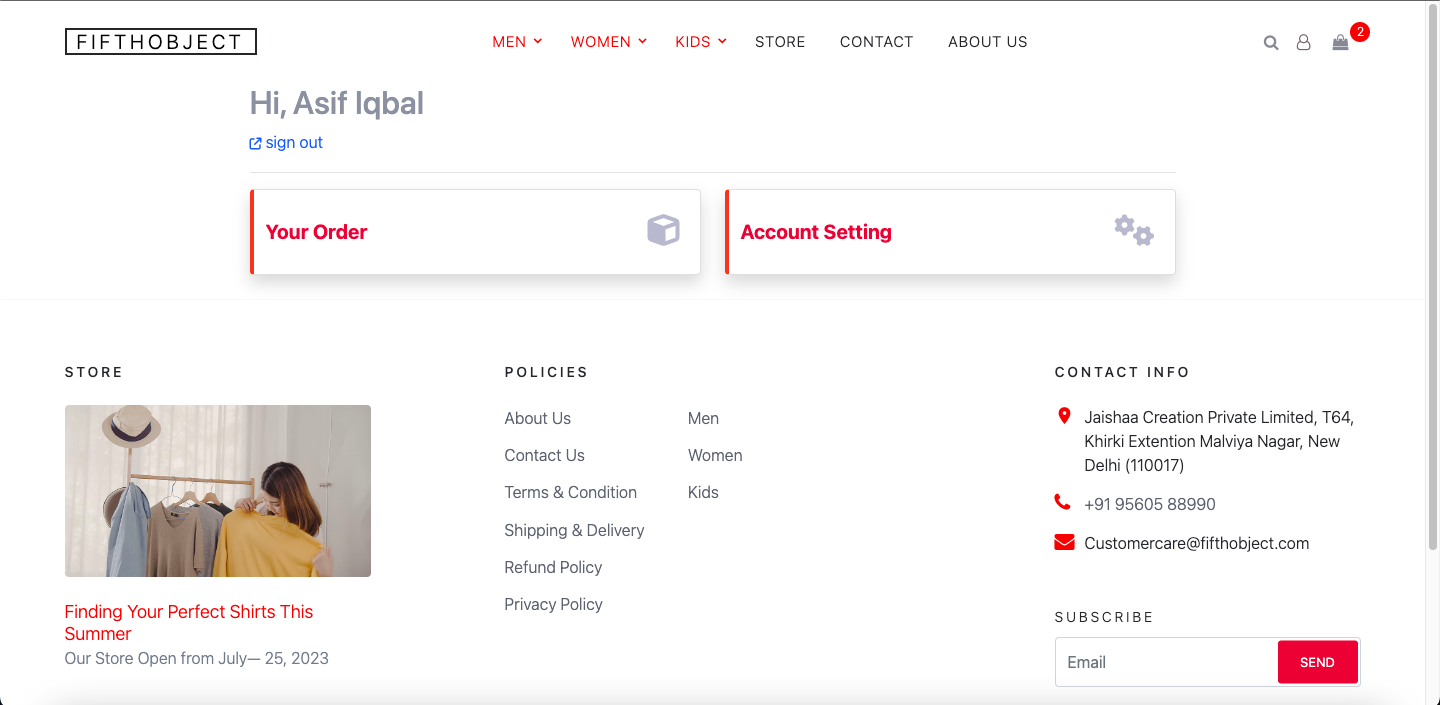 FIFTHOBJECT
MEN
WOMEN
KIDS
STORE
CONTACT
ABOUT US
2
Hi, Asif Iqbal
sign out
Your Order
Account Setting
STORE
Finding Your Perfect Shirts This
Summer
Our Store Open from July— 25, 2023
POLICIES
About Us
Contact Us
Terms & Condition
Shipping & Delivery
Refund Policy
Privacy Policy
Men
Women
Kids
CONTACT INFO
Jaishaa Creation Private Limited, T64,
Khirki Extention Malviya Nagar, New
Delhi (110017)
+91 95605 88990
Customercare@fifthobject.com
SUBSCRIBE
Email
SEND